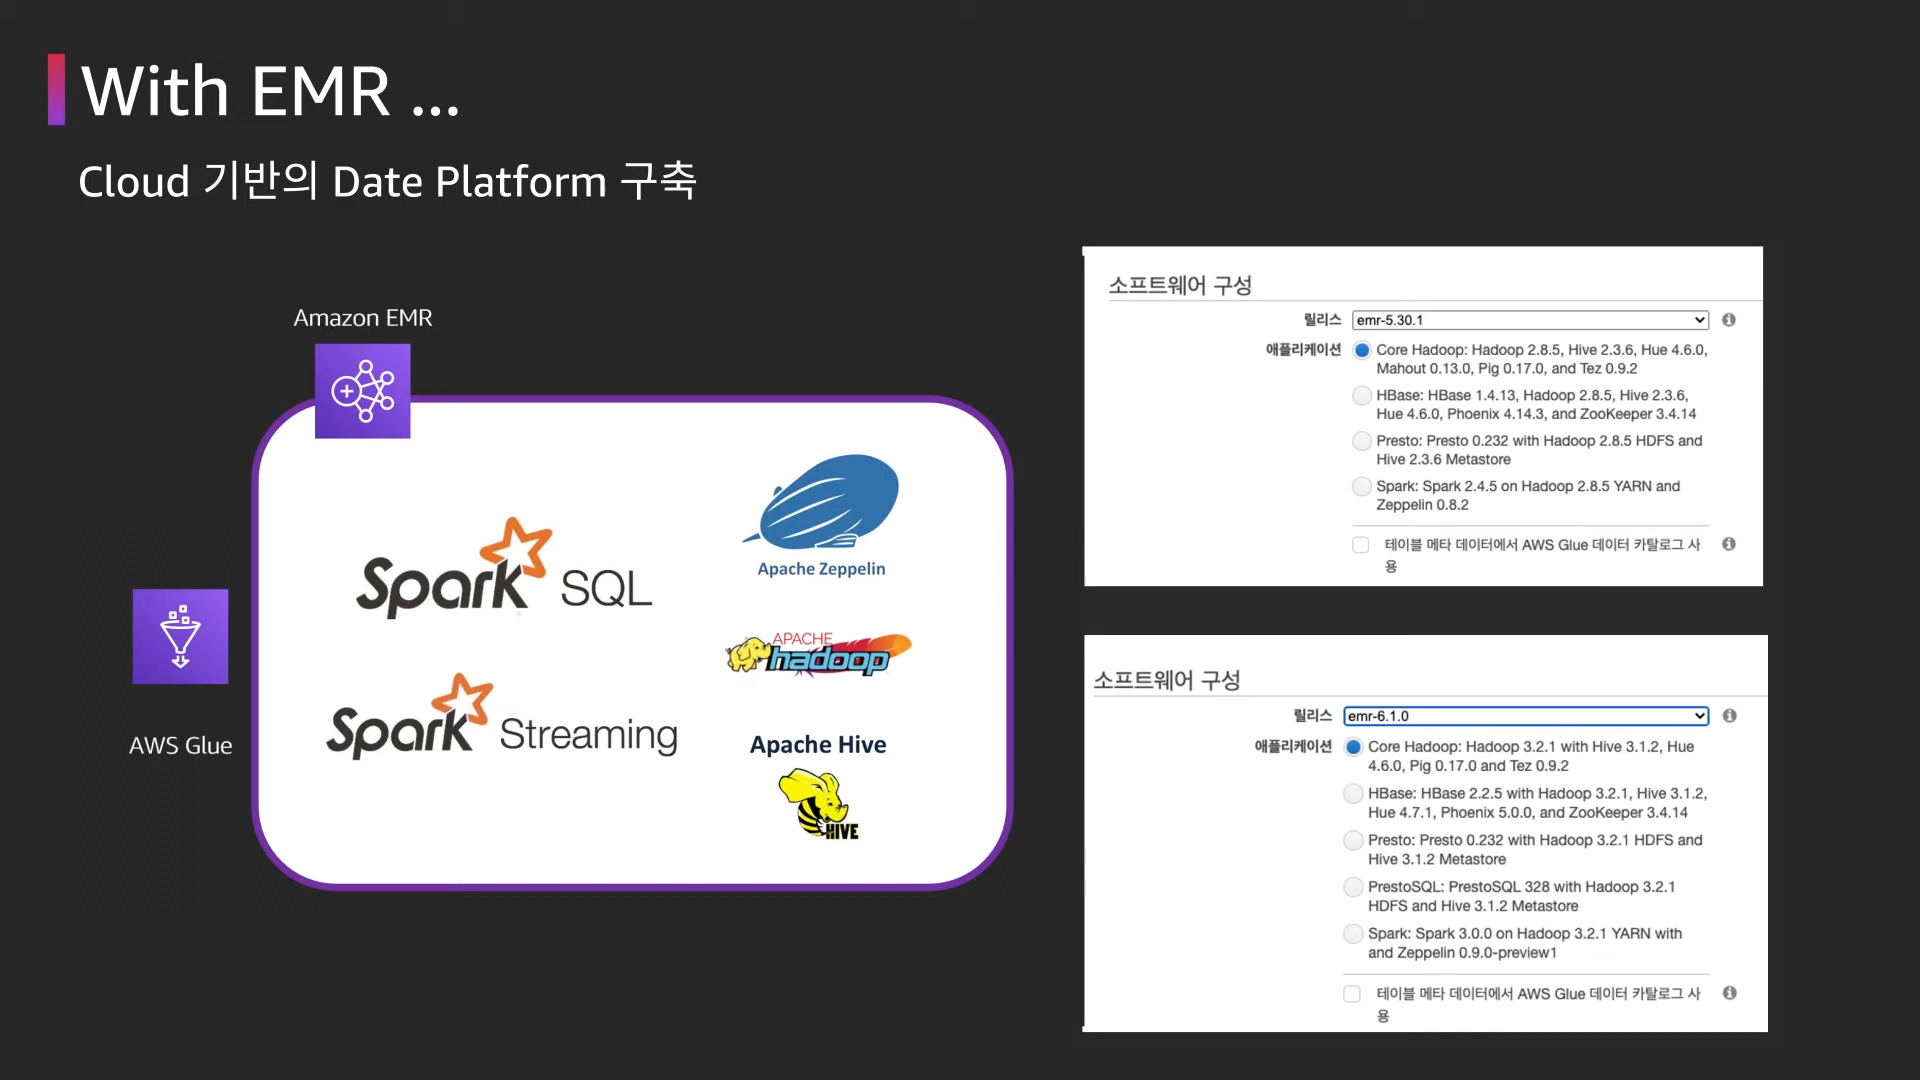 With EMR ...
Cloud 기반의 Date Platform 구축
Amazon EMR
AWS Glue
Spark SQL
Spark Streaming
Apache Zeppelin
APACHE
hadoop
Apache Hive
HIVE
소프트웨어 구성
릴리스 emr-5.30.1
애플리케이션 Core Hadoop: Hadoop 2.8.5, Hive 2.3.6, Hue 4.6.0,
Mahout 0.13.0, Pig 0.17.0, and Tez 0.9.2
HBase: HBase 1.4.13, Hadoop 2.8.5, Hive 2.3.6,
Hue 4.6.0, Phoenix 4.14.3, and ZooKeeper 3.4.14
Presto: Presto 0.232 with Hadoop 2.8.5 HDFS and
Hive 2.3.6 Metastore
Spark: Spark 2.4.5 on Hadoop 2.8.5 YARN and
Zeppelin 0.8.2
테이블 메타 데이터에서 AWS Glue 데이터 카탈로그 사
용
소프트웨어 구성
릴리스 emr-6.1.0
애플리케이션 Core Hadoop: Hadoop 3.2.1 with Hive 3.1.2, Hue
4.6.0, Pig 0.17.0 and Tez 0.9.2
HBase: HBase 2.2.5 with Hadoop 3.2.1, Hive 3.1.2,
Hue 4.7.1, Phoenix 5.0.0, and ZooKeeper 3.4.14
Presto: Presto 0.232 with Hadoop 3.2.1 HDFS and
Hive 3.1.2 Metastore
PrestoSQL: PrestoSQL 328 with Hadoop 3.2.1
HDFS and Hive 3.1.2 Metastore
Spark: Spark 3.0.0 on Hadoop 3.2.1 YARN with
and Zeppelin 0.9.0-preview1
테이블 메타 데이터에서 AWS Glue 데이터 카탈로그 사
용